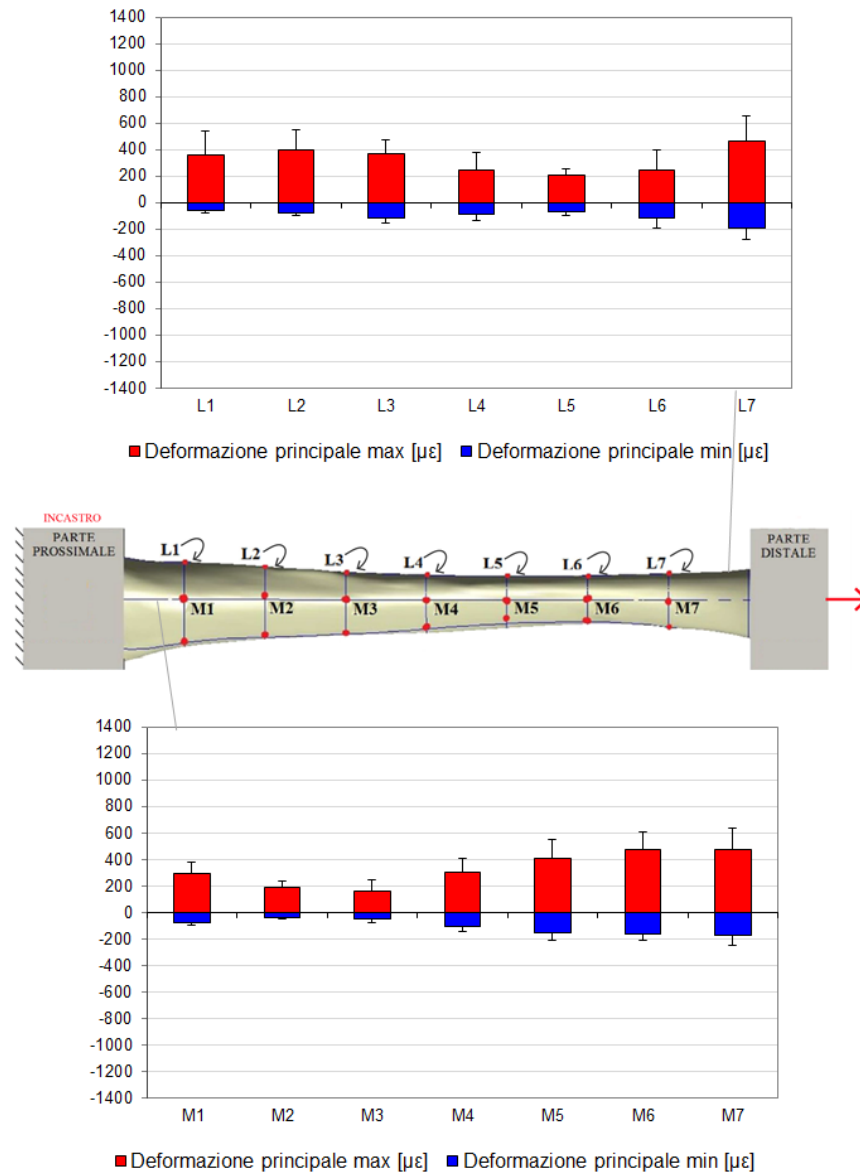 1400
1200
1000
800
600
400
200
0
-200
-400
-600
-800
-1000
-1200
-1400
L1 L2 L3 L4 L5 L6 L7
Deformazione principale max [µε] Deformazione principale min [µε]
INCASTRO
PARTE
PROSSIMALE
PARTE
DISTALE
L1 L2 L3 L4 L5 L6 L7
M1 M2 M3 M4 M5 M6 M7
1400
1200
1000
800
600
400
200
0
-200
-400
-600
-800
-1000
-1200
-1400
M1 M2 M3 M4 M5 M6 M7
Deformazione principale max [µε] Deformazione principale min [µε]